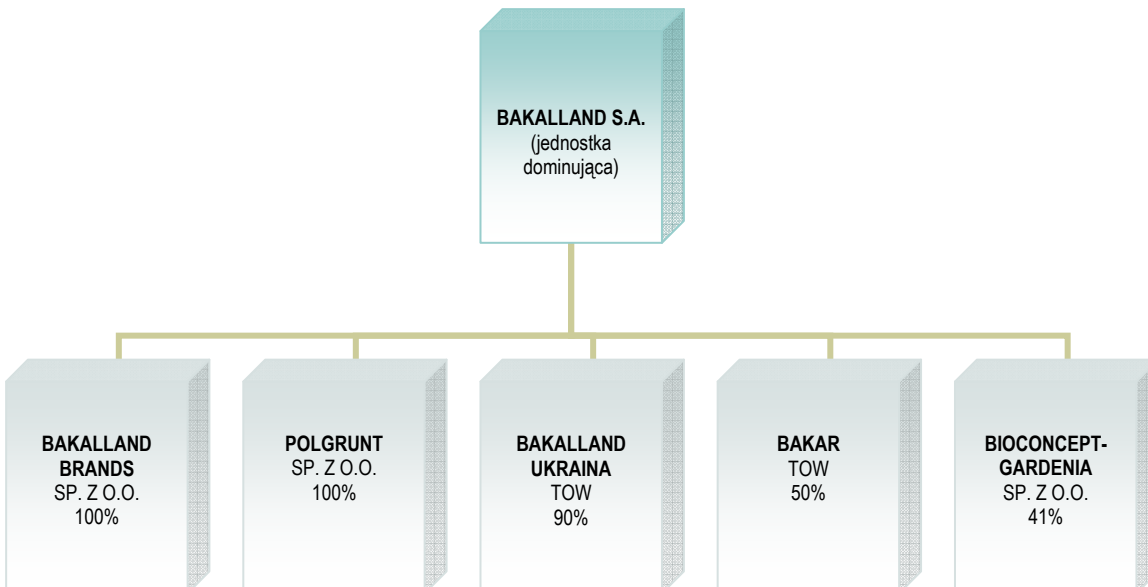 BAKALLAND S.A.
(jednostka
dominująca)
BAKALLAND
BRANDS
SP. Z O.O.
100%
POLGRUNT
SP. Z O.O.
100%
BAKALLAND
UKRAINA
TOW
90%
BAKAR
TOW
50%
BIOCONCEPT-
GARDENIA
SP. Z O.O.
41%